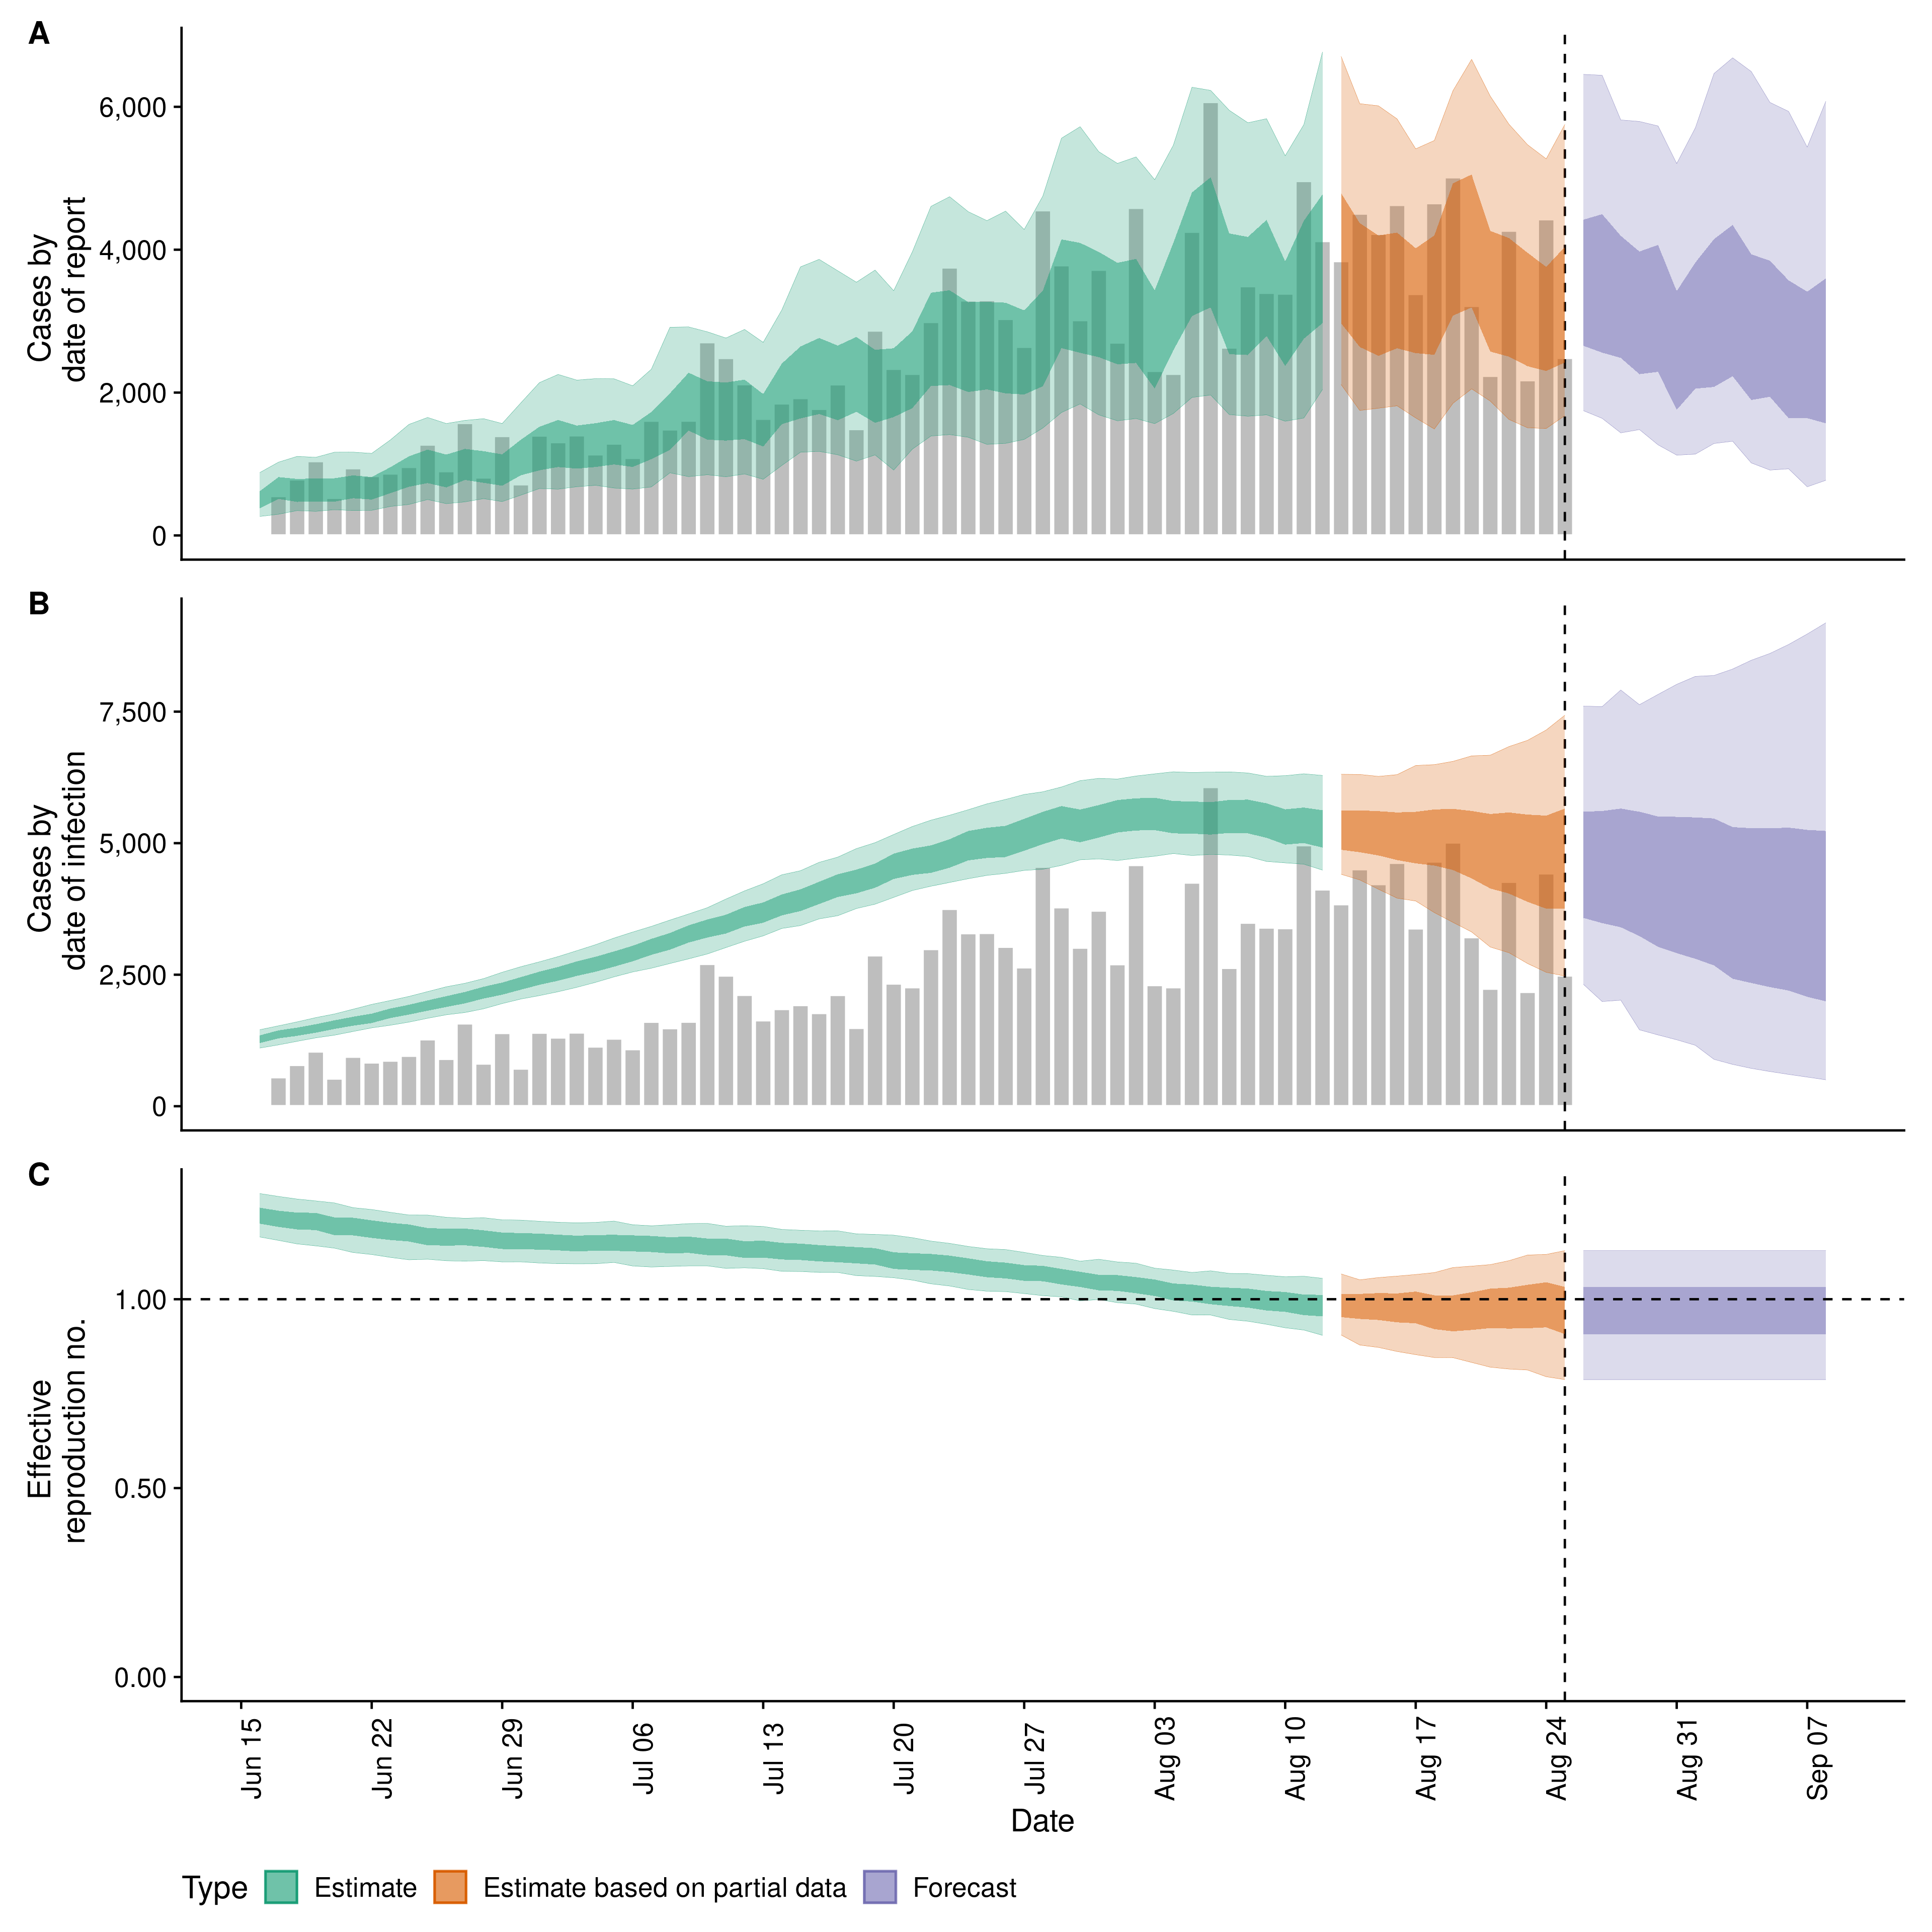 A
6,000
4,000
2,000
0
Cases by
date of report
B
7,500
5,000
2,500
0
Cases by
date of infection
C
1.00
0.50
0.00
Effective
reproduction no.
Jun 15
Jun 22
Jun 29
Jul 06
Jul 13
Jul 20
Jul 27
Aug 03
Aug 10
Aug 17
Aug 24
Aug 31
Sep 07
Date
Type Estimate Estimate based on partial data Forecast